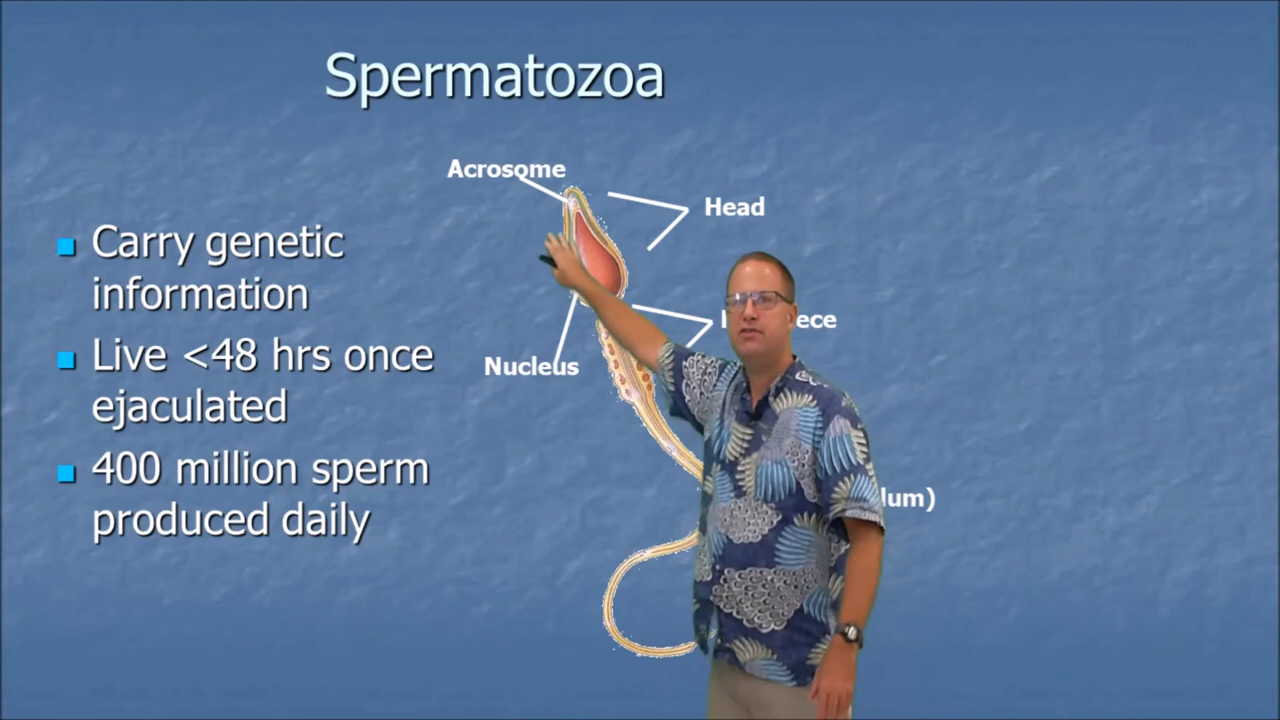 Spermatozoa
Acrosome
Head
Carry genetic
information
Live <48 hrs once
ejaculated
Nucleus
400 million sperm
produced daily